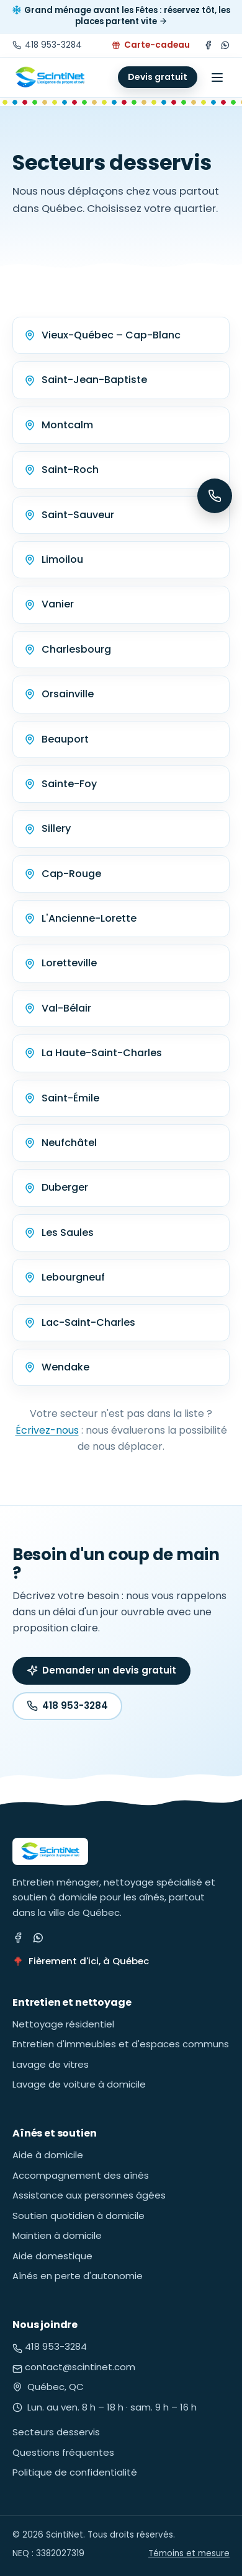 Grand ménage avant les Fêtes : réservez tôt, les
places partent vite →
418 953-3284
Carte-cadeau
ScintiNet
Devis gratuit
Secteurs desservis
Nous nous déplaçons chez vous partout
dans Québec. Choisissez votre quartier.
Vieux-Québec – Cap-Blanc
Saint-Jean-Baptiste
Montcalm
Saint-Roch
Saint-Sauveur
Limoilou
Vanier
Charlesbourg
Orsainville
Beauport
Sainte-Foy
Sillery
Cap-Rouge
L'Ancienne-Lorette
Loretteville
Val-Bélair
La Haute-Saint-Charles
Saint-Émile
Neufchâtel
Duberger
Les Saules
Lebourgneuf
Lac-Saint-Charles
Wendake
Votre secteur n'est pas dans la liste ?
Écrivez-nous : nous évaluerons la possibilité
de nous déplacer.
Besoin d'un coup de main
?
Décrivez votre besoin : nous vous rappelons
dans un délai d'un jour ouvrable avec une
proposition claire.
Demander un devis gratuit
418 953-3284
ScintiNet
Entretien ménager, nettoyage spécialisé et
soutien à domicile pour les aînés, partout
dans la ville de Québec.
Fièrement d'ici, à Québec
Entretien et nettoyage
Nettoyage résidentiel
Entretien d'immeubles et d'espaces communs
Lavage de vitres
Lavage de voiture à domicile
Aînés et soutien
Aide à domicile
Accompagnement des aînés
Assistance aux personnes âgées
Soutien quotidien à domicile
Maintien à domicile
Aide domestique
Aînés en perte d'autonomie
Nous joindre
418 953-3284
contact@scintinet.com
Québec, QC
Lun. au ven. 8 h – 18 h · sam. 9 h – 16 h
Secteurs desservis
Questions fréquentes
Politique de confidentialité
© 2026 ScintiNet. Tous droits réservés.
NEQ : 3382027319
Témoins et mesure